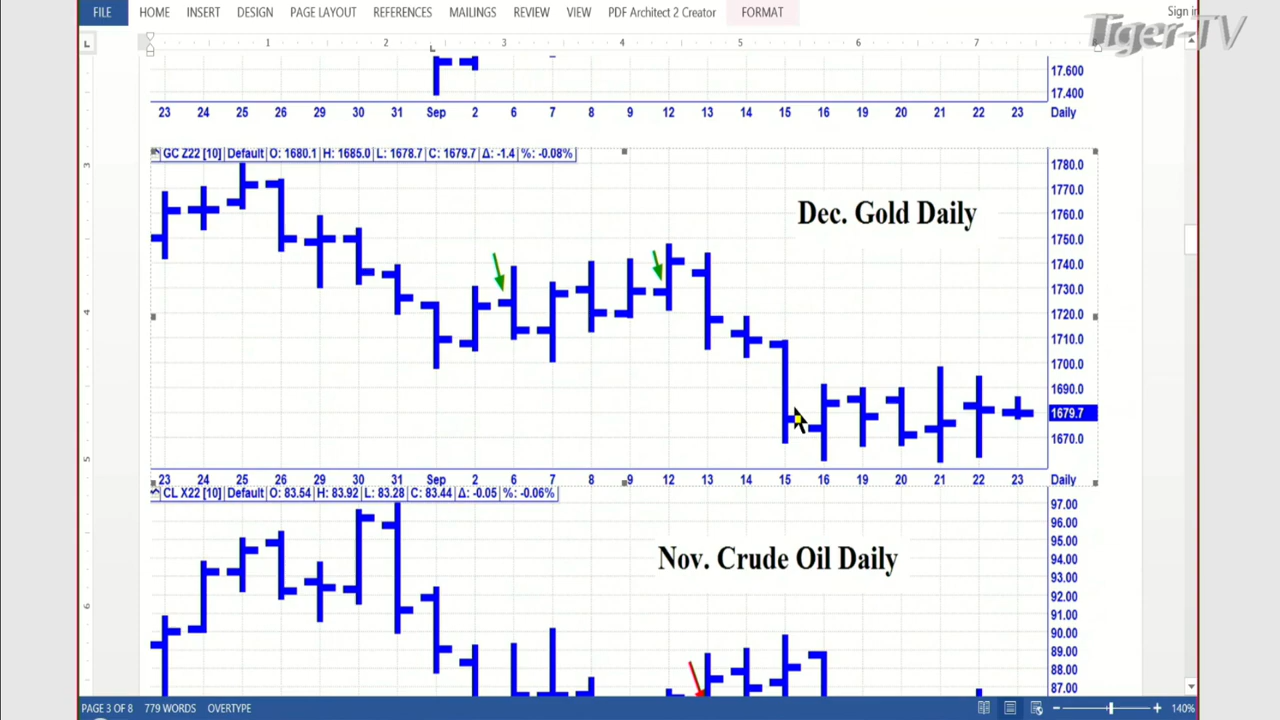 FILE HOME INSERT DESIGN PAGE LAYOUT REFERENCES MAILINGS REVIEW VIEW PDF Architect 2 Creator FORMAT Sign in
Tiger-TV
L 1 2 3 4 5 7
17.600
17.400
23 24 25 26 29 30 31 Sep 2 6 7 8 9 12 13 14 15 16 19 20 21 22 23 Daily
3
GC Z22 [10] Default O: 1680.1 H: 1685.0 L: 1678.7 C: 1679.7 Δ: -1.4 %: -0.08%
Dec. Gold Daily
1780.0
1770.0
1760.0
1750.0
1740.0
1730.0
1720.0
1710.0
1700.0
1690.0
1679.7
1670.0
4
5
23 24 25 26 29 30 31 Sep 2 6 7 8 9 12 13 14 15 16 19 20 21 22 23 Daily
CL X22 [10] Default O: 83.54 H: 83.92 L: 83.28 C: 83.44 Δ: -0.05 %: -0.06%
Nov. Crude Oil Daily
97.00
96.00
95.00
94.00
93.00
92.00
91.00
90.00
89.00
88.00
87.00
6
PAGE 3 OF 8 779 WORDS OVERTYPE 140%